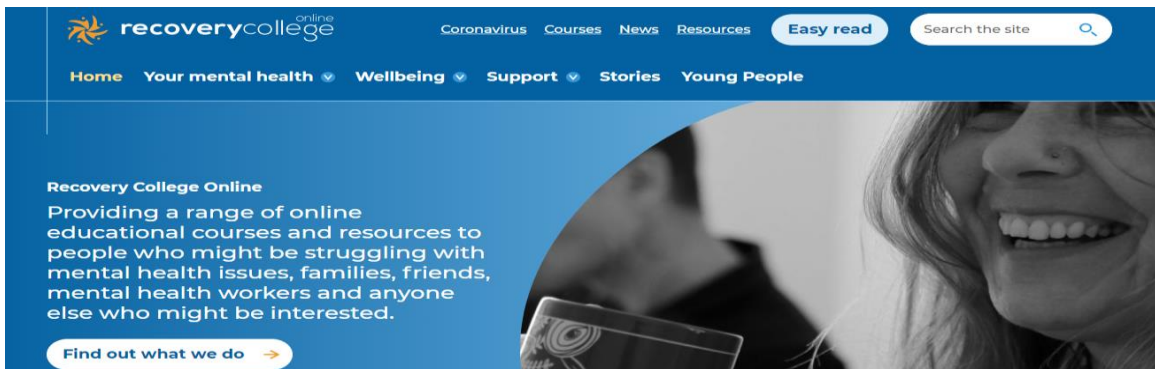 online
recoverycollege
Coronavirus Courses News Resources Easy read Search the site
Home Your mental health Wellbeing Support Stories Young People
Recovery College Online
Providing a range of online
educational courses and resources to
people who might be struggling with
mental health issues, families, friends,
mental health workers and anyone
else who might be interested.
Find out what we do